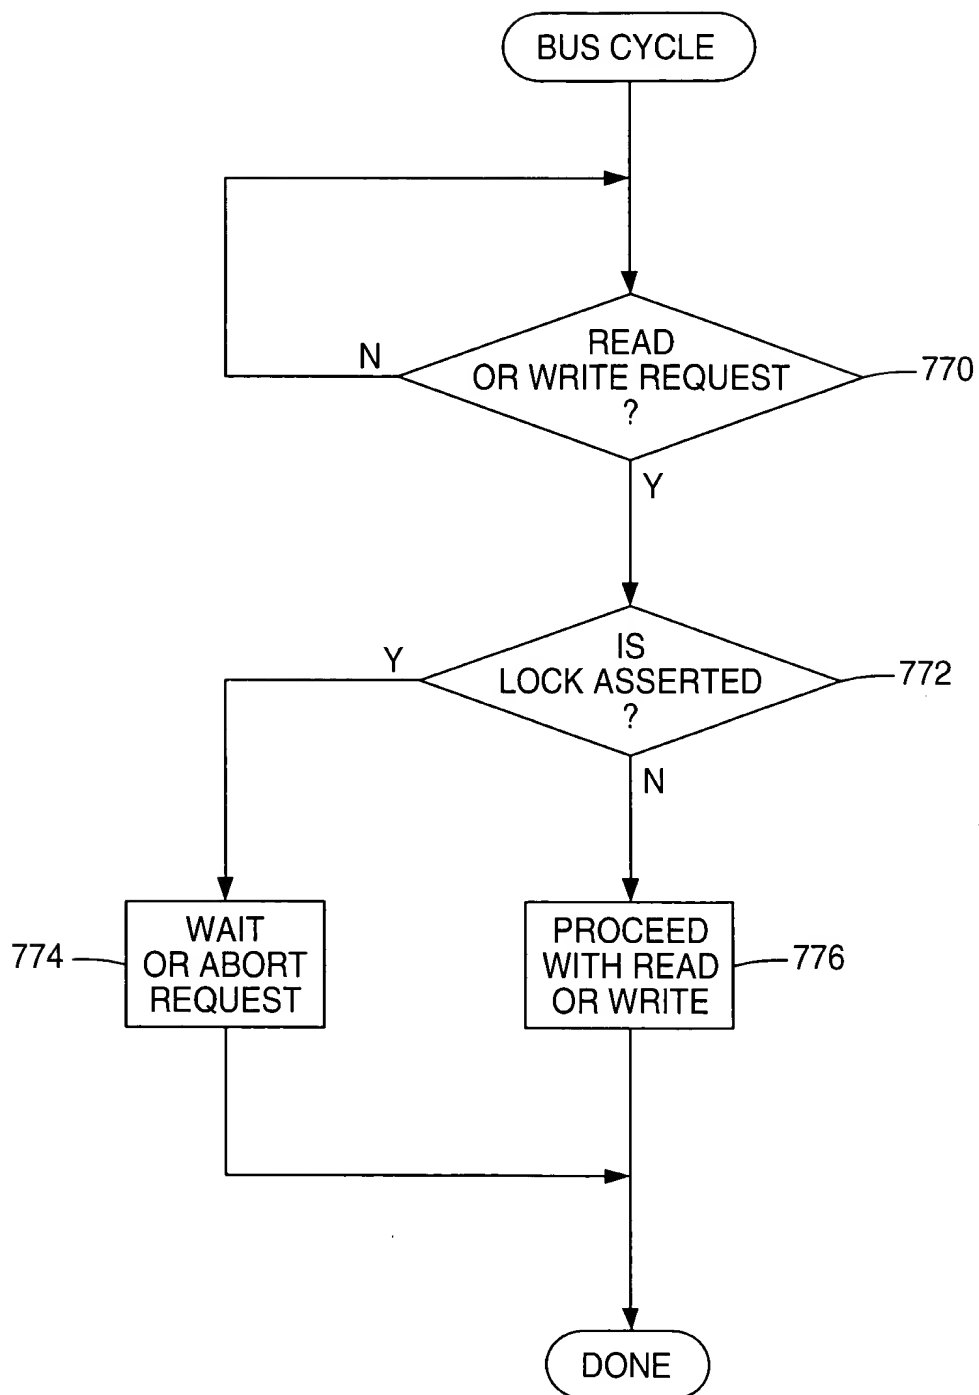 BUS CYCLE
READ
OR WRITE REQUEST
?
N
770
Y
IS
LOCK ASSERTED
?
Y
772
N
WAIT
OR ABORT
REQUEST
774
PROCEED
WITH READ
OR WRITE
776
DONE